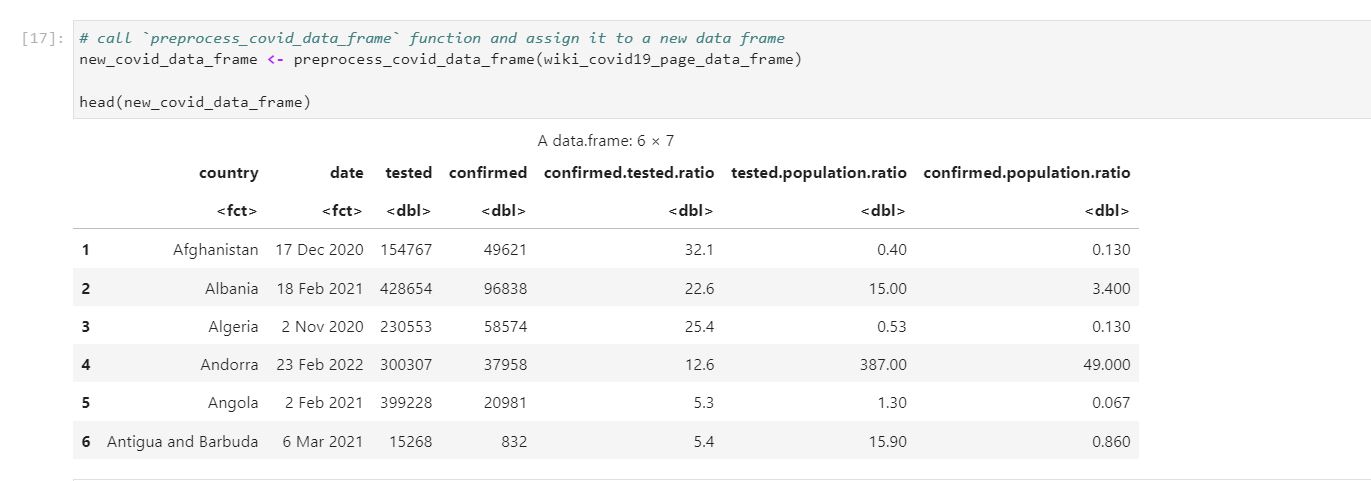 [17]: # call `preprocess_covid_data_frame` function and assign it to a new data frame
new_covid_data_frame <- preprocess_covid_data_frame(wiki_covid19_page_data_frame)
head(new_covid_data_frame)
A data.frame: 6 × 7
country date tested confirmed confirmed.tested.ratio tested.population.ratio confirmed.population.ratio
<fct> <fct> <dbl> <dbl> <dbl> <dbl> <dbl>
1 Afghanistan 17 Dec 2020 154767 49621 32.1 0.40 0.130
2 Albania 18 Feb 2021 428654 96838 22.6 15.00 3.400
3 Algeria 2 Nov 2020 230553 58574 25.4 0.53 0.130
4 Andorra 23 Feb 2022 300307 37958 12.6 387.00 49.000
5 Angola 2 Feb 2021 399228 20981 5.3 1.30 0.067
6 Antigua and Barbuda 6 Mar 2021 15268 832 5.4 15.90 0.860